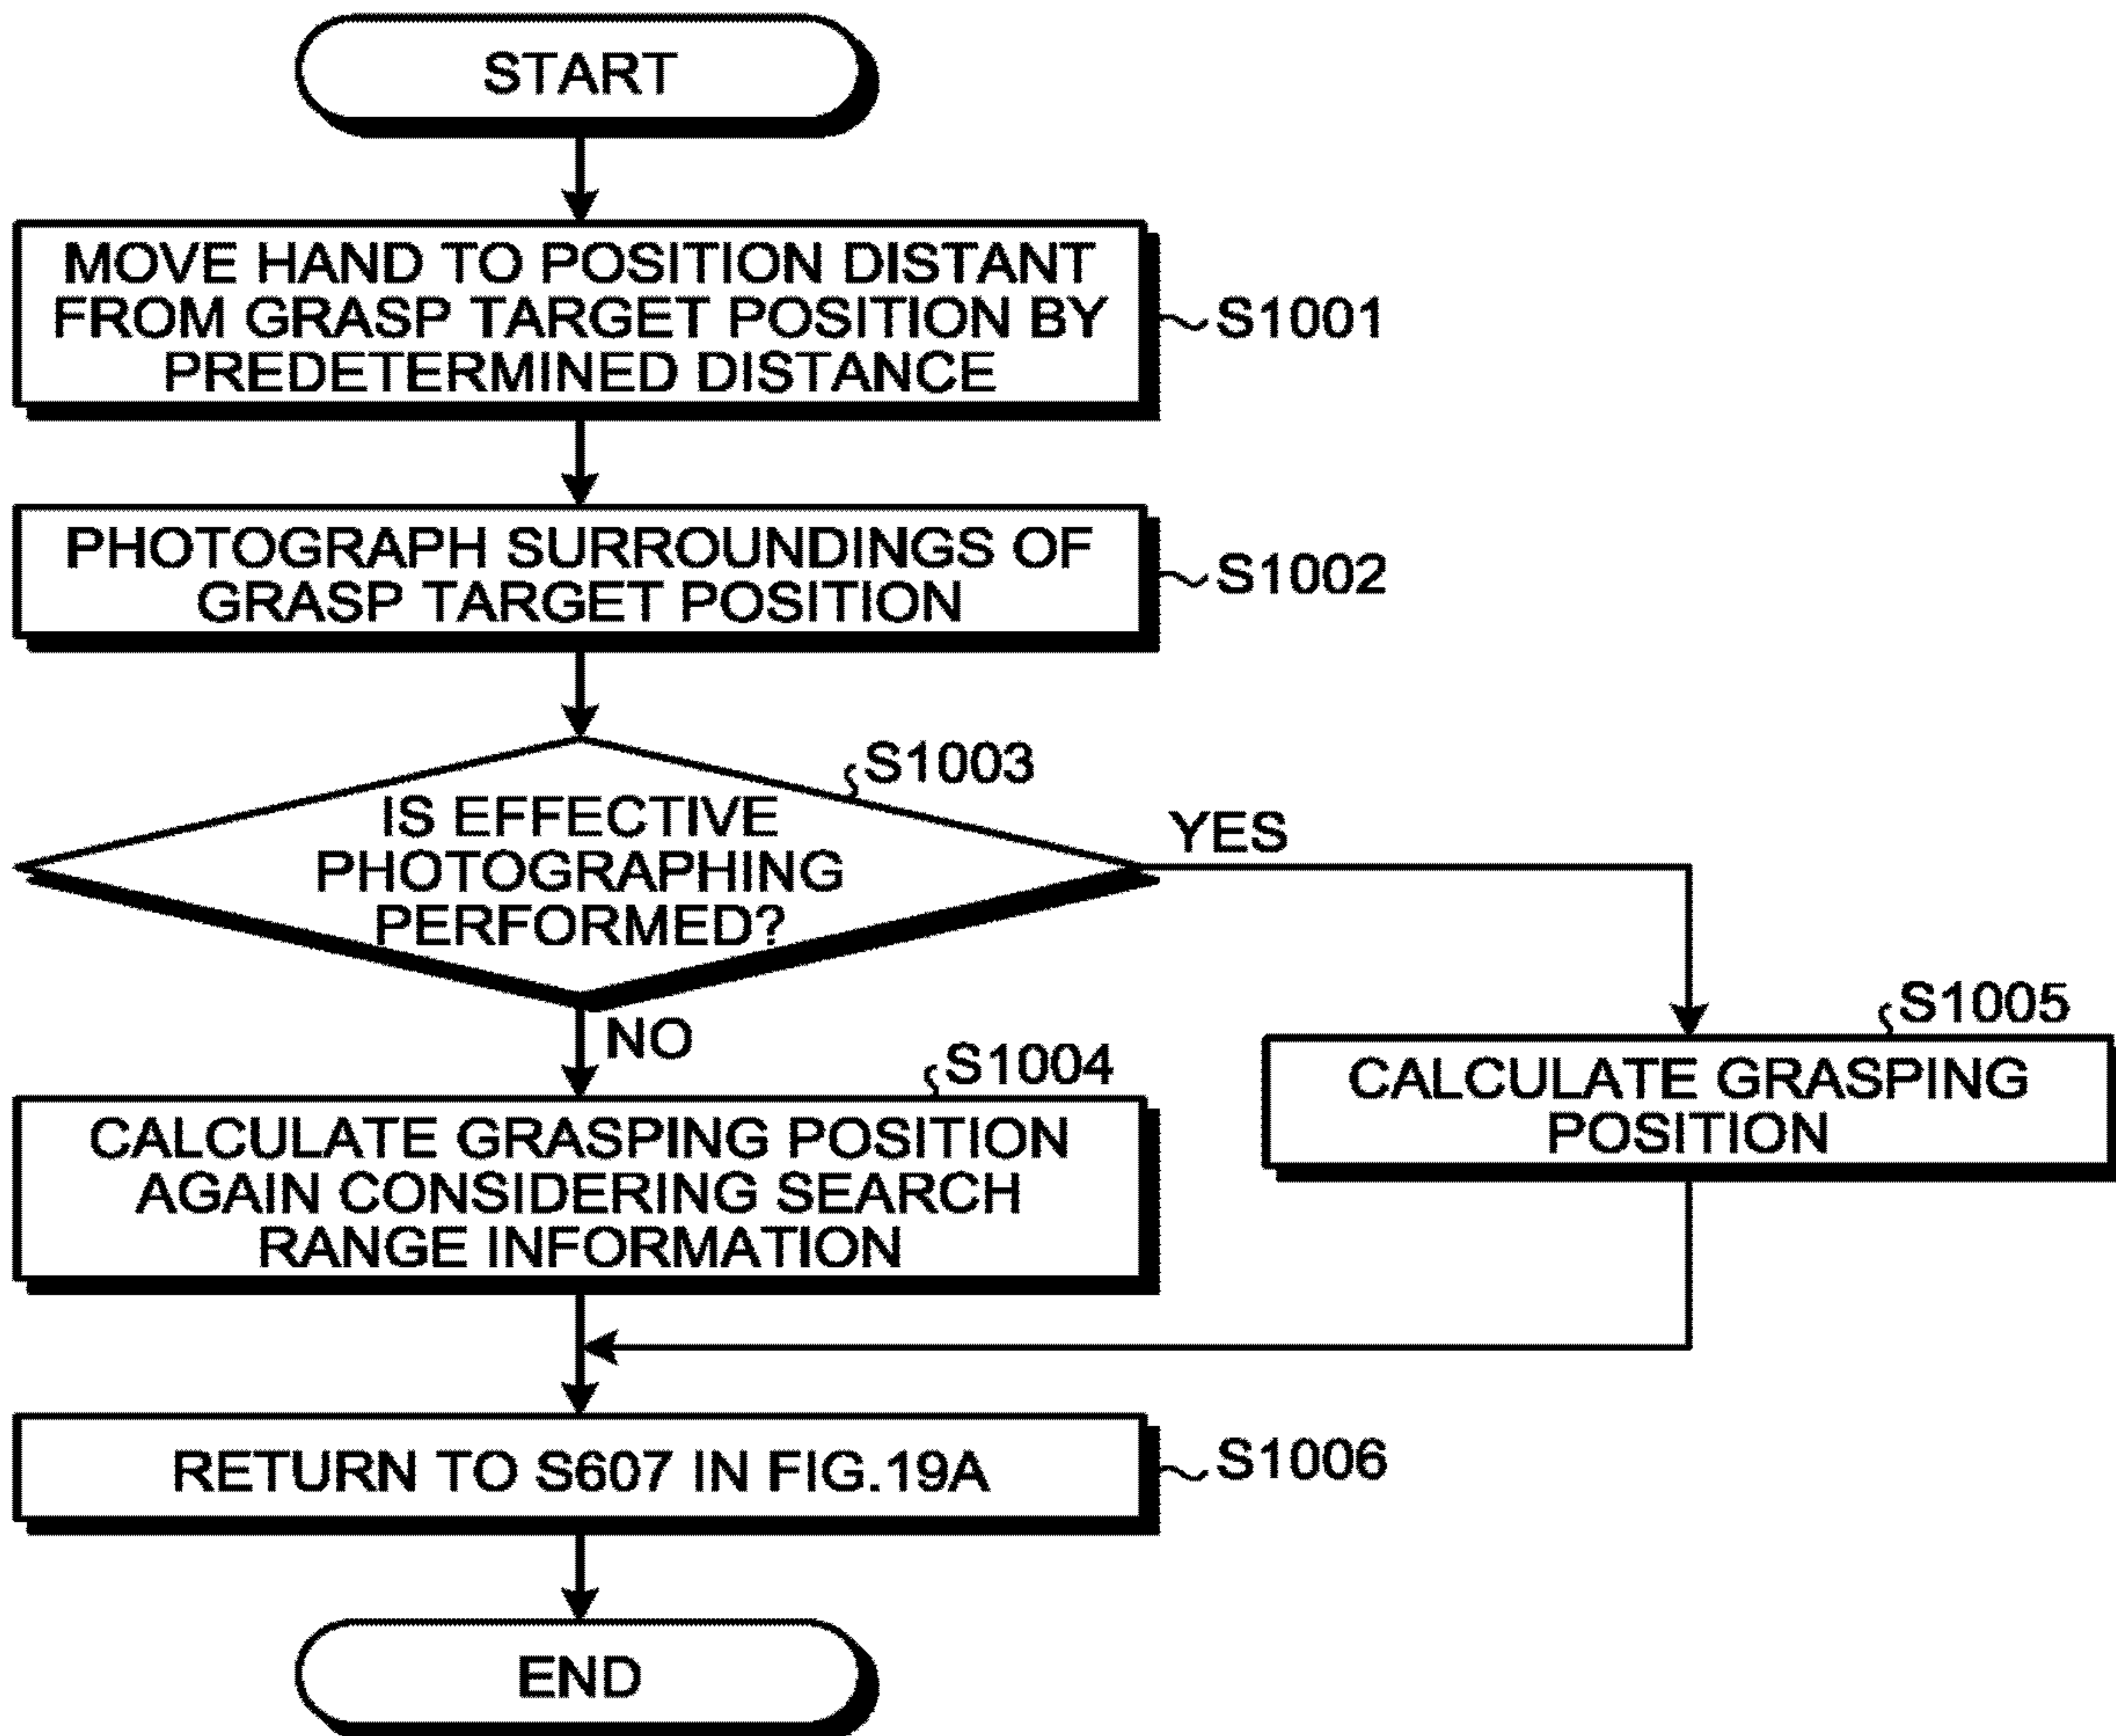 START
MOVE HAND TO POSITION DISTANT
FROM GRASP TARGET POSITION BY
PREDETERMINED DISTANCE
S1001
PHOTOGRAPH SURROUNDINGS OF
GRASP TARGET POSITION
S1002
S1003
IS EFFECTIVE
PHOTOGRAPHING
PERFORMED?
YES
NO
S1004
CALCULATE GRASPING POSITION
AGAIN CONSIDERING SEARCH
RANGE INFORMATION
S1005
CALCULATE GRASPING
POSITION
RETURN TO S607 IN FIG.19A
S1006
END